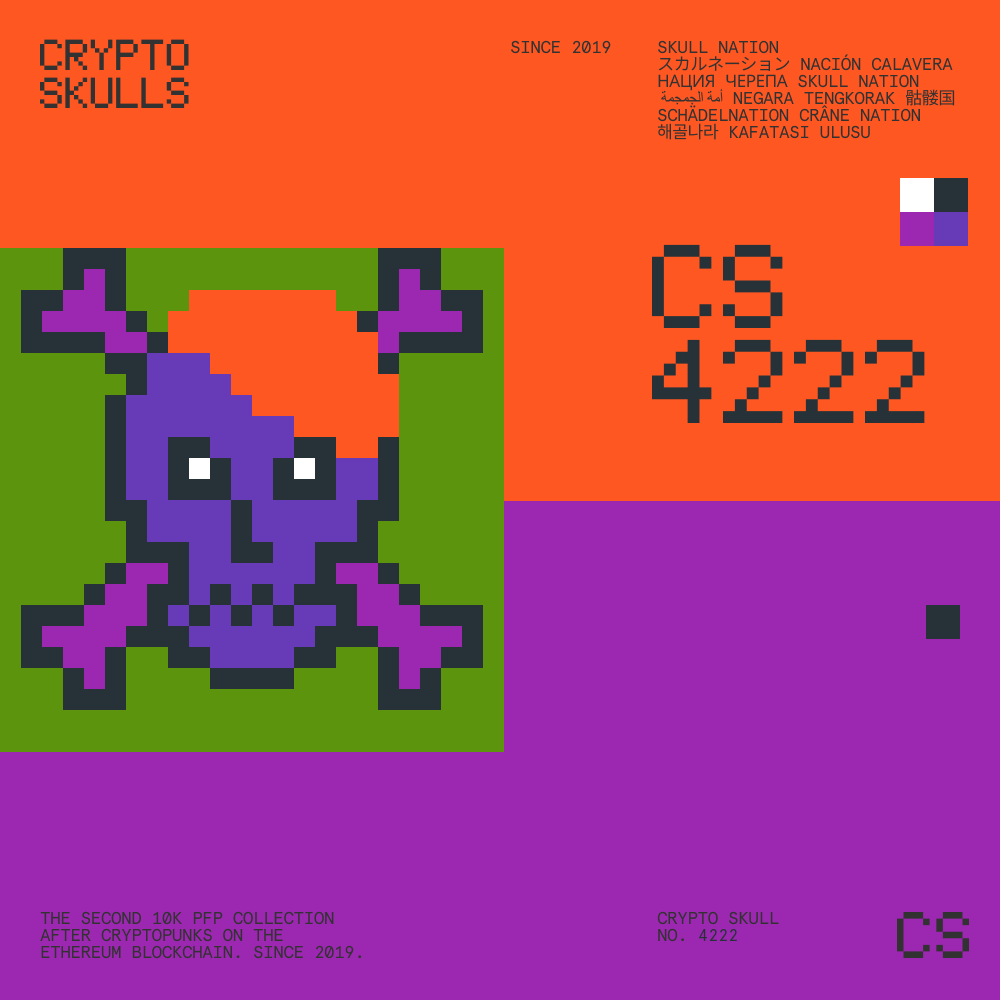 CRYPTO
SKULLS
SINCE 2019
SKULL NATION
スカルネーション NACIÓN CALAVERA
НАЦИЯ ЧЕРЕПА SKULL NATION
أمة الجمجمة NEGARA TENGKORAK 骷髅国
SCHÄDELNATION CRÂNE NATION
해골나라 KAFATASI ULUSU
CS
4222
THE SECOND 10K PFP COLLECTION
AFTER CRYPTOPUNKS ON THE
ETHEREUM BLOCKCHAIN. SINCE 2019.
CRYPTO SKULL
NO. 4222
CS